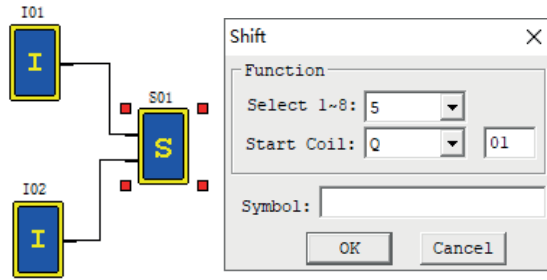 I01
I
S01
S
I02
I
Shift
Function
Select 1~8: 5
Start Coil: Q 01
Symbol:
OK Cancel